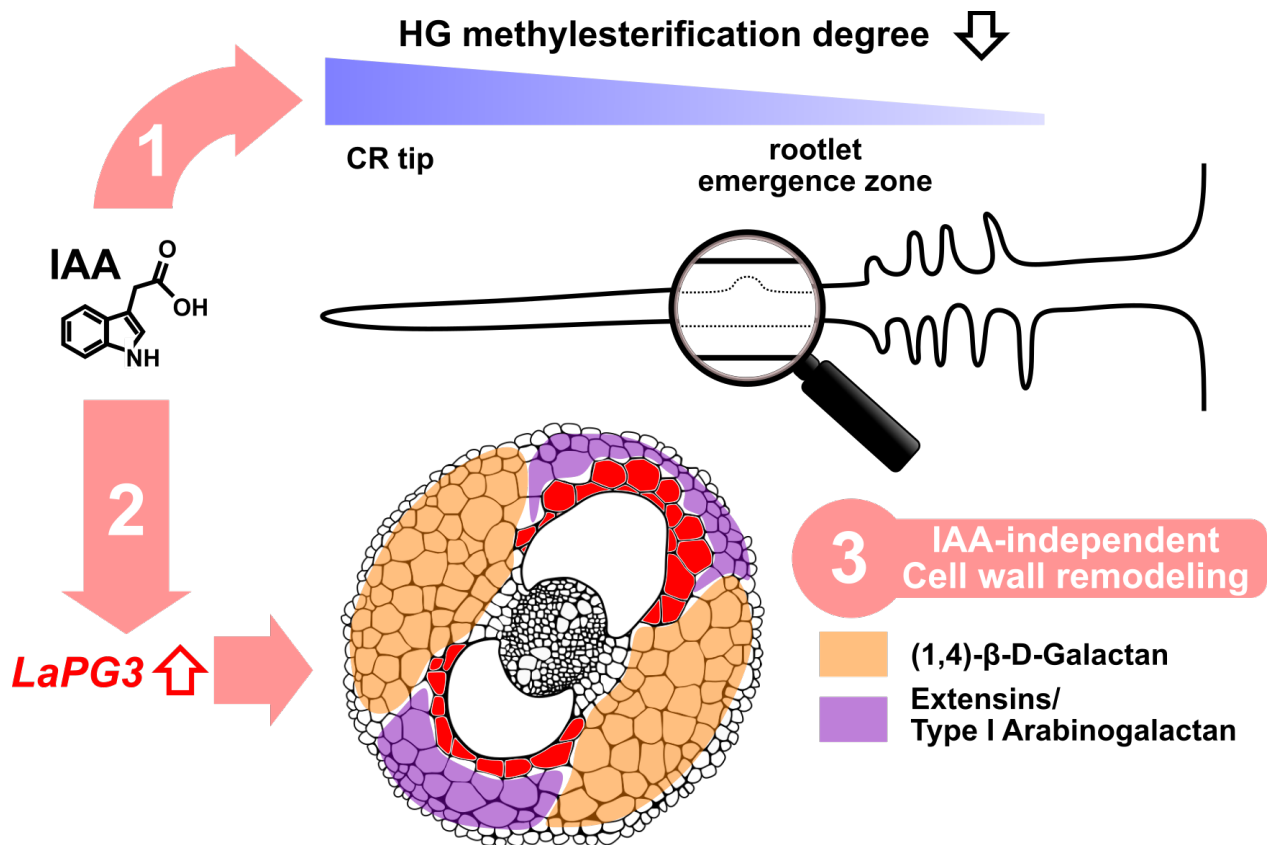 HG methylesterification degree
1
CR tip
rootlet
emergence zone
IAA
O
OH
NH
2
LaPG3
3
IAA-independent
Cell wall remodeling
(1,4)-β-D-Galactan
Extensins/
Type I Arabinogalactan